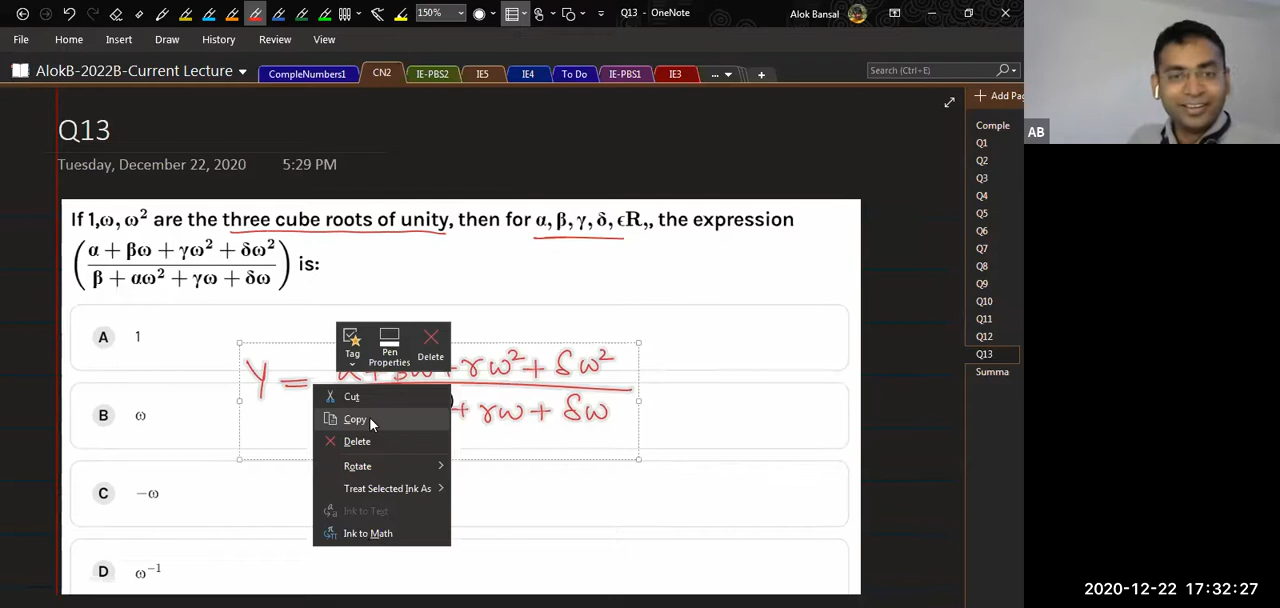 150%
Q13 - OneNote
Alok Bansal
File Home Insert Draw History Review View
AlokB-2022B-Current Lecture
CompleNumbers1 CN2 IE-PBS2 IE5 IE4 To Do IE-PBS1 IE3 ... +
Search (Ctrl+E)
+ Add Pag
Q13
Tuesday, December 22, 2020 5:29 PM
If 1,ω, ω² are the three cube roots of unity, then for α, β, γ, δ, ϵR,, the expression
(α + βω + γω² + δω² / β + αω² + γω + δω) is:
A 1
B ω
C −ω
D ω⁻¹
Y = α + βω + γω² + δω²
+ γω + δω
Tag
Pen Properties
Delete
Cut
Copy
Delete
Rotate
Treat Selected Ink As
Ink to Text
Ink to Math
Comple
Q1
Q2
Q3
Q4
Q5
Q6
Q7
Q8
Q9
Q10
Q11
Q12
Q13
Summa
AB
2020-12-22 17:32:27